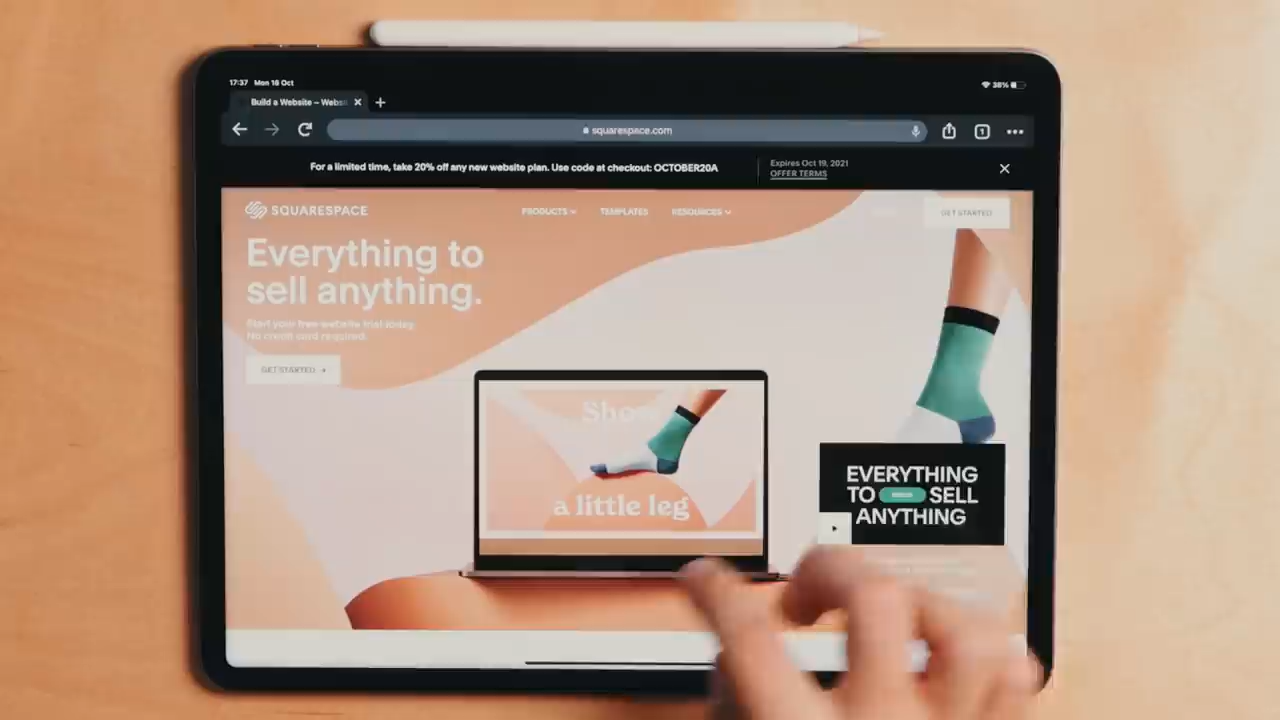 17:37 Mon 18 Oct
38%
Build a Website – Websi
squarespace.com
1
For a limited time, take 20% off any new website plan. Use code at checkout: OCTOBER20A
Expires Oct 19, 2021
OFFER TERMS
SQUARESPACE
PRODUCTS
TEMPLATES
RESOURCES
GET STARTED
Everything to
sell anything.
Start your free website trial today.
No credit card required.
GET STARTED
Show
a little leg
EVERYTHING
TO SELL
ANYTHING